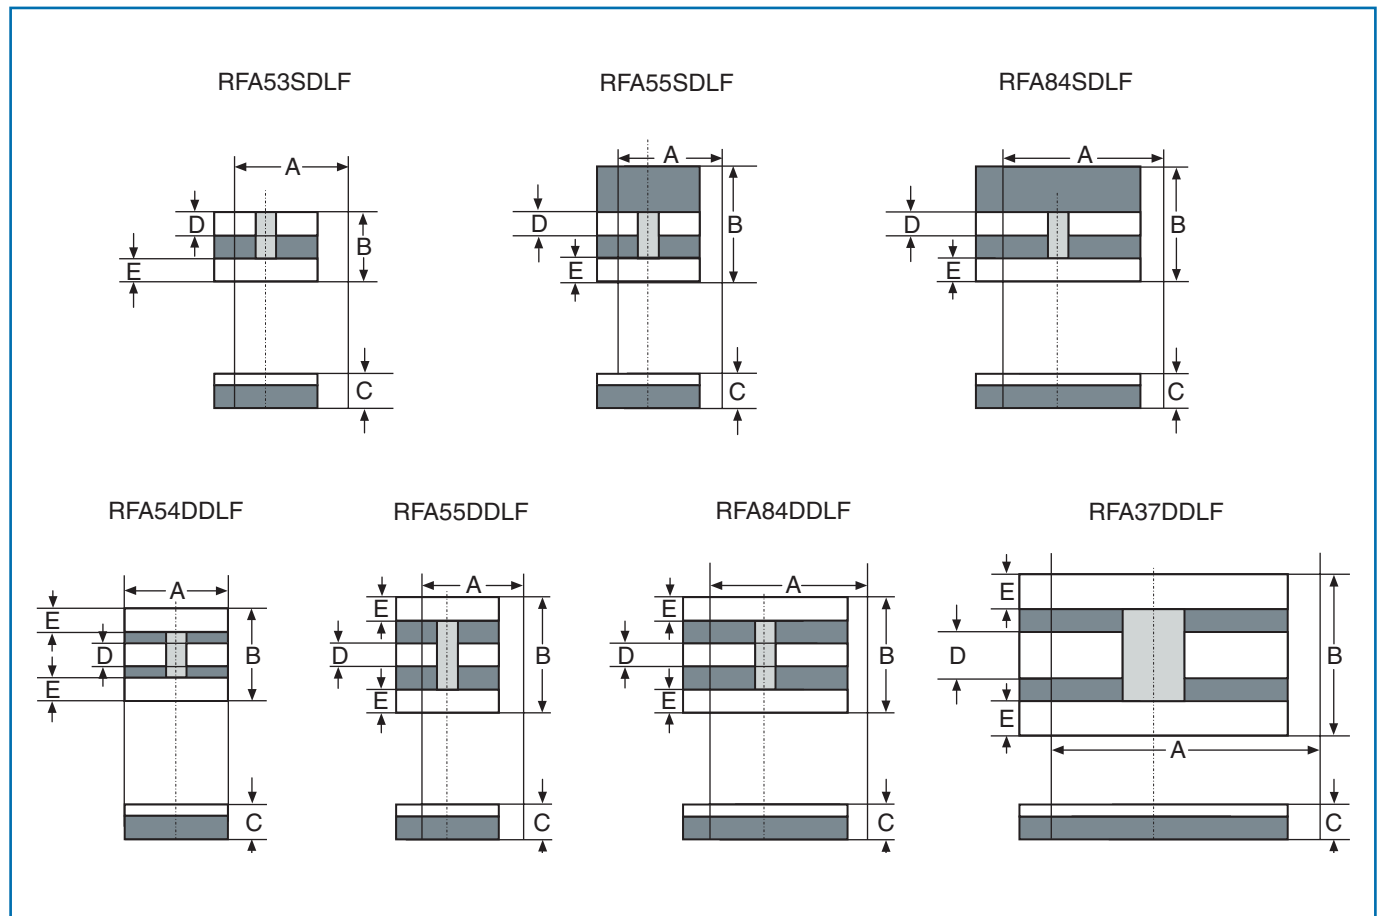 RFA53SDLF RFA55SDLF RFA84SDLF
A A A
D B D B D B
E E E
C C C
RFA54DDLF RFA55DDLF RFA84DDLF RFA37DDLF
A A A
E E E E
D B D B D B D B
E E E E
A
C C C C